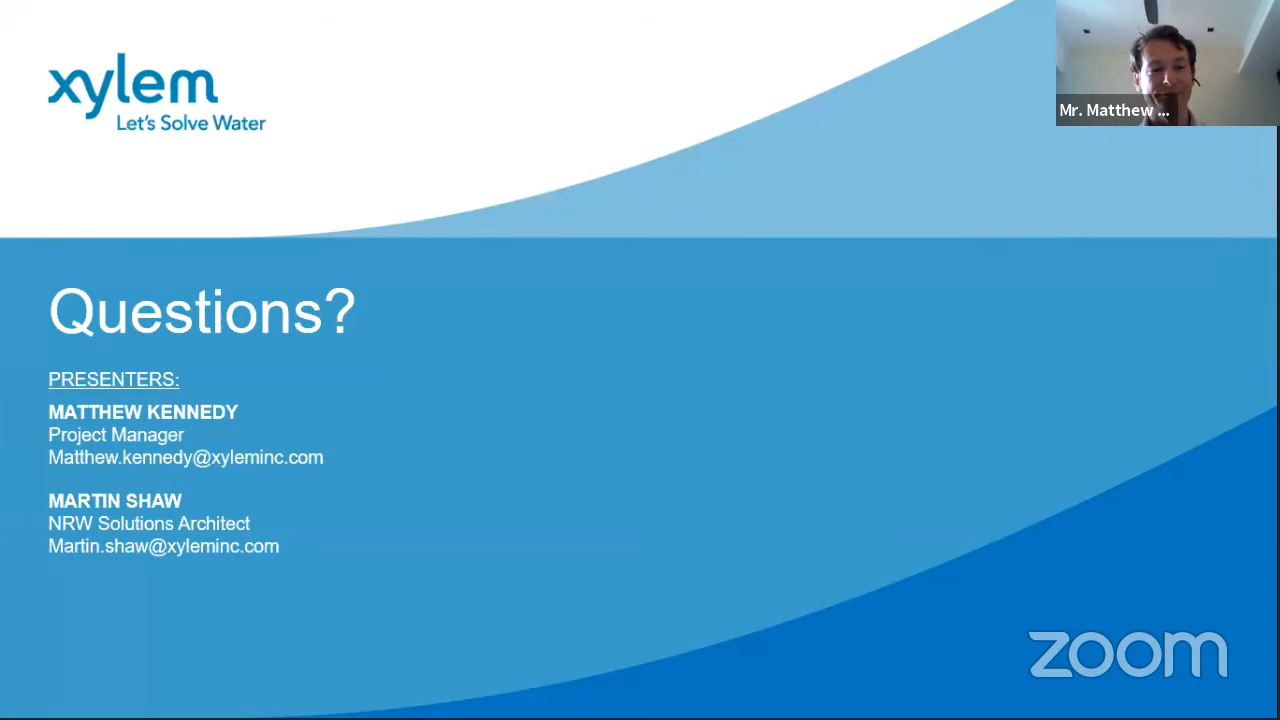 xylem
Let's Solve Water
Mr. Matthew ...
Questions?
PRESENTERS:
MATTHEW KENNEDY
Project Manager
Matthew.kennedy@xyleminc.com
MARTIN SHAW
NRW Solutions Architect
Martin.shaw@xyleminc.com
zoom